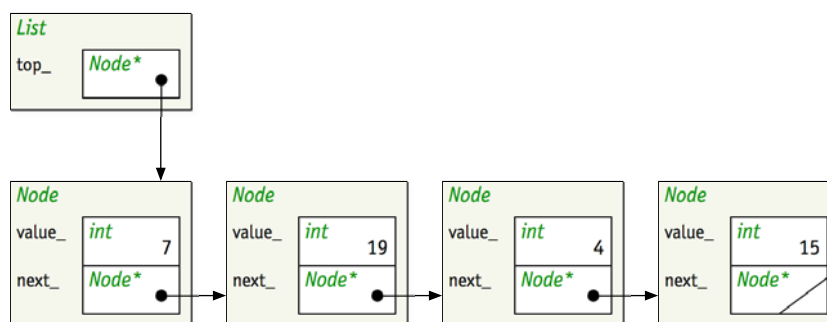 List
top_ Node*
Node
value_ int
7
next_ Node*
Node
value_ int
19
next_ Node*
Node
value_ int
4
next_ Node*
Node
value_ int
15
next_ Node*